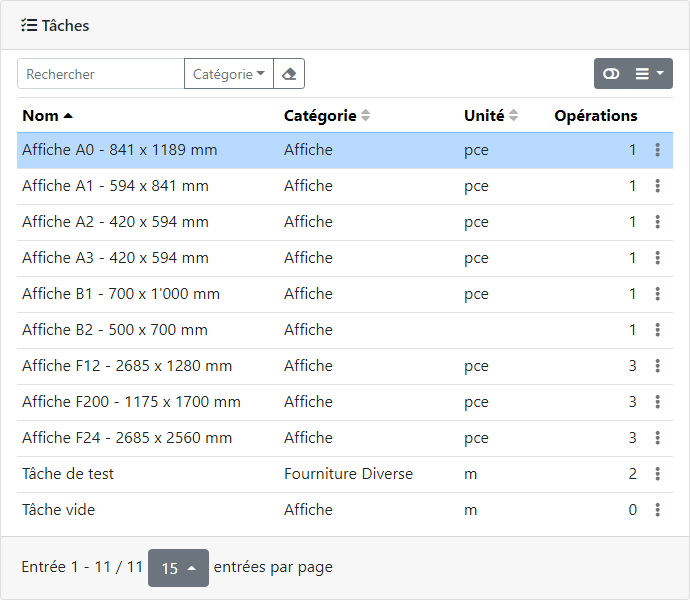 Tâches
Rechercher Catégorie
Nom Catégorie Unité Opérations
Affiche A0 - 841 x 1189 mm Affiche pce 1
Affiche A1 - 594 x 841 mm Affiche pce 1
Affiche A2 - 420 x 594 mm Affiche pce 1
Affiche A3 - 420 x 594 mm Affiche pce 1
Affiche B1 - 700 x 1'000 mm Affiche pce 1
Affiche B2 - 500 x 700 mm Affiche 1
Affiche F12 - 2685 x 1280 mm Affiche pce 3
Affiche F200 - 1175 x 1700 mm Affiche pce 3
Affiche F24 - 2685 x 2560 mm Affiche pce 3
Tâche de test Fourniture Diverse m 2
Tâche vide Affiche m 0
Entrée 1 - 11 / 11 15 entrées par page